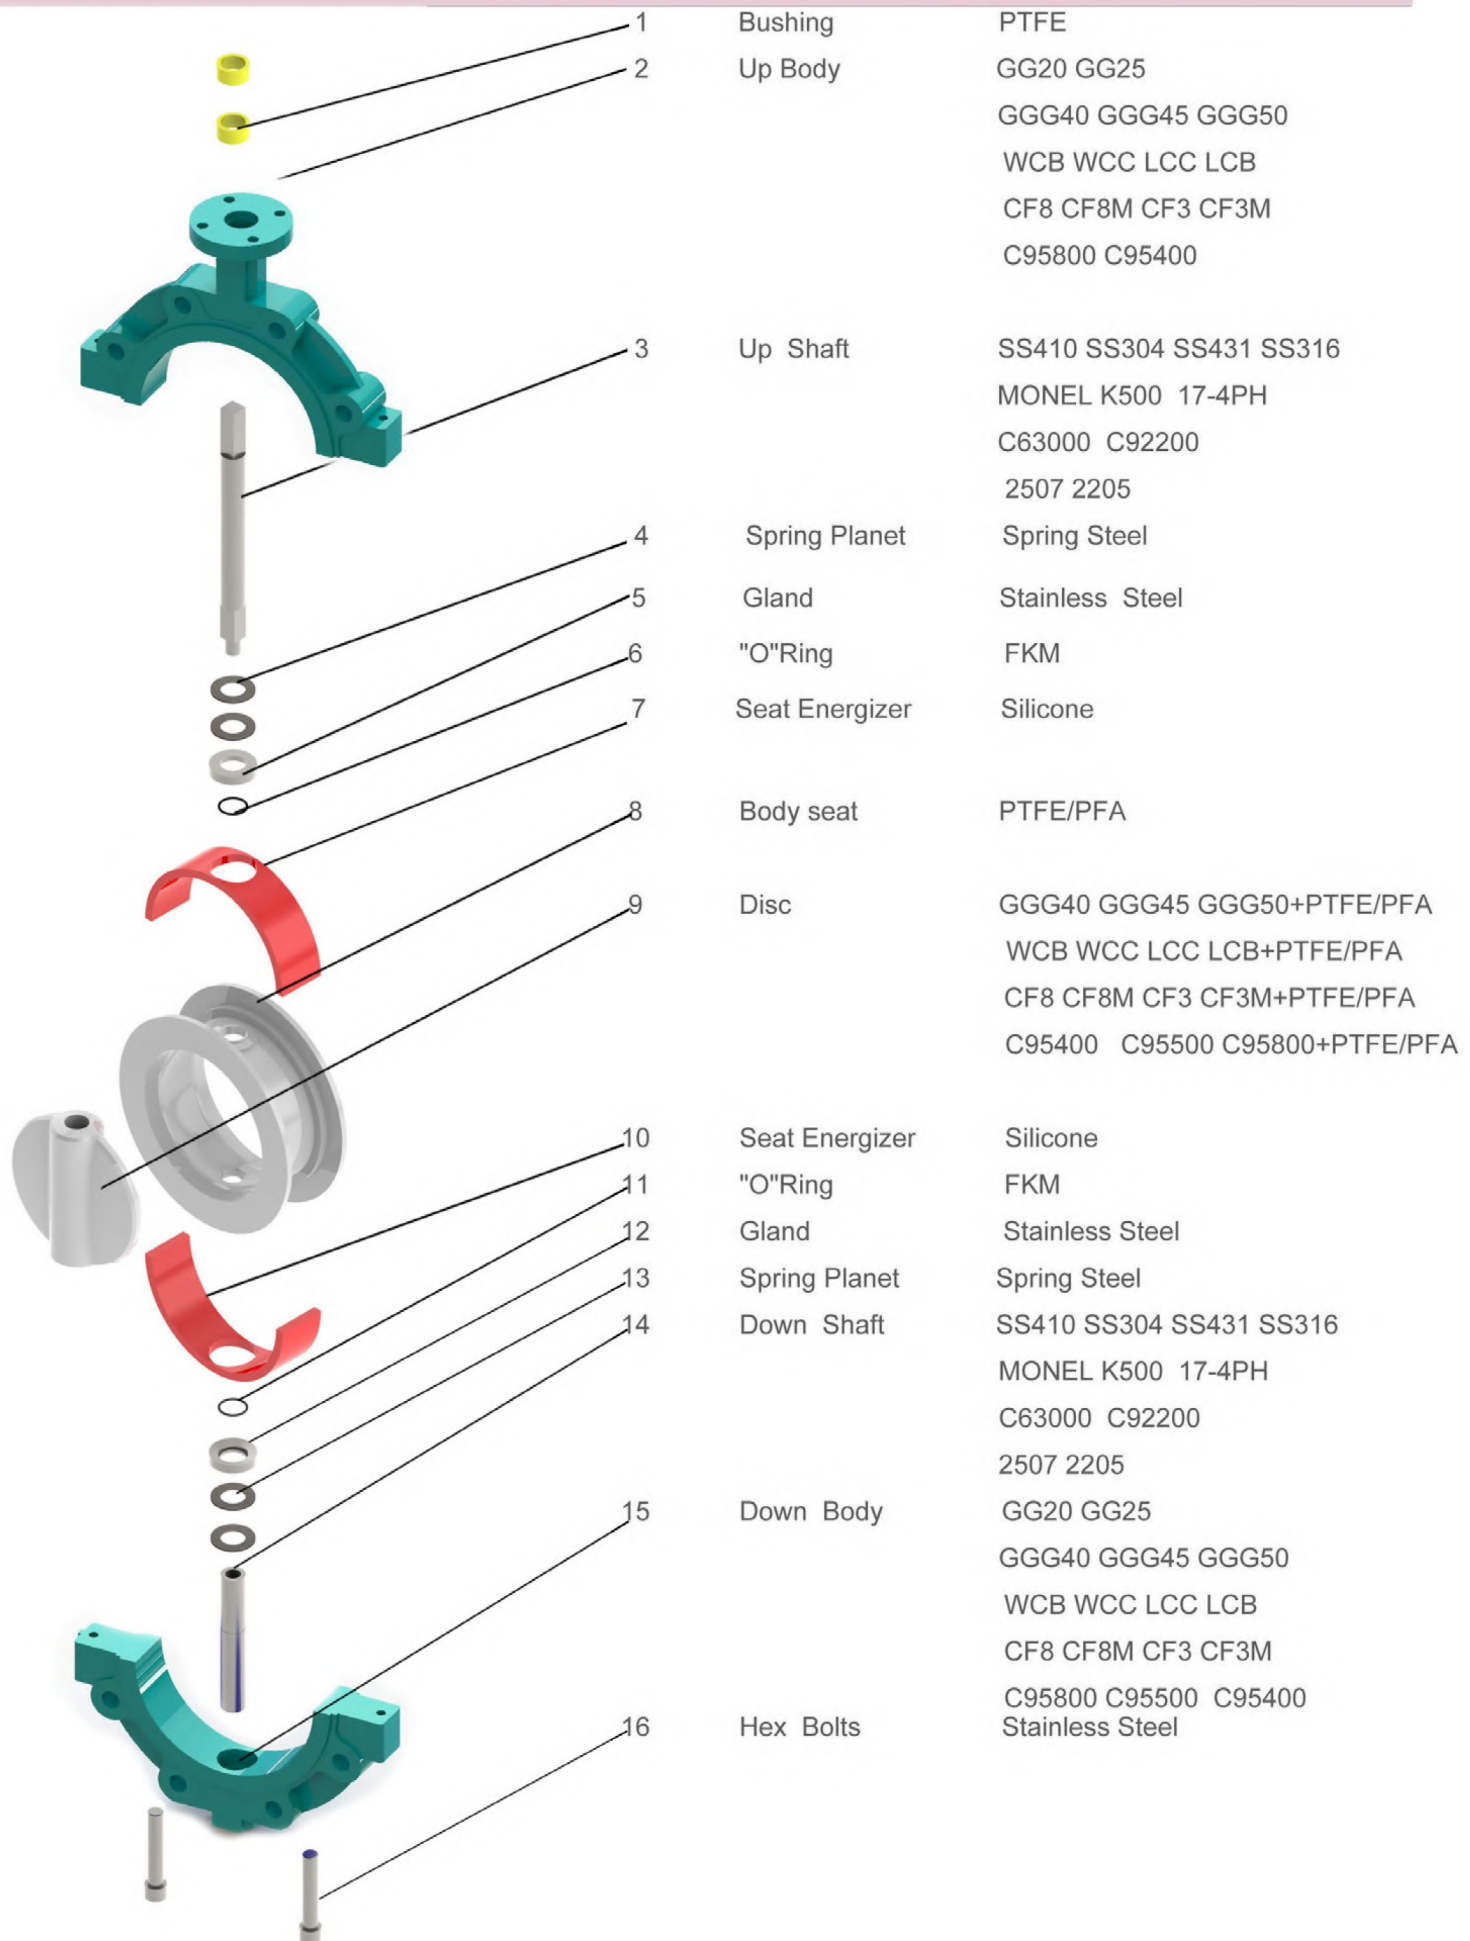 1 Bushing PTFE
2 Up Body GG20 GG25
GGG40 GGG45 GGG50
WCB WCC LCC LCB
CF8 CF8M CF3 CF3M
C95800 C95400
3 Up Shaft SS410 SS304 SS431 SS316
MONEL K500 17-4PH
C63000 C92200
2507 2205
4 Spring Planet Spring Steel
5 Gland Stainless Steel
6 "O"Ring FKM
7 Seat Energizer Silicone
8 Body seat PTFE/PFA
9 Disc GGG40 GGG45 GGG50+PTFE/PFA
WCB WCC LCC LCB+PTFE/PFA
CF8 CF8M CF3 CF3M+PTFE/PFA
C95400 C95500 C95800+PTFE/PFA
10 Seat Energizer Silicone
11 "O"Ring FKM
12 Gland Stainless Steel
13 Spring Planet Spring Steel
14 Down Shaft SS410 SS304 SS431 SS316
MONEL K500 17-4PH
C63000 C92200
2507 2205
15 Down Body GG20 GG25
GGG40 GGG45 GGG50
WCB WCC LCC LCB
CF8 CF8M CF3 CF3M
C95800 C95500 C95400
16 Hex Bolts Stainless Steel